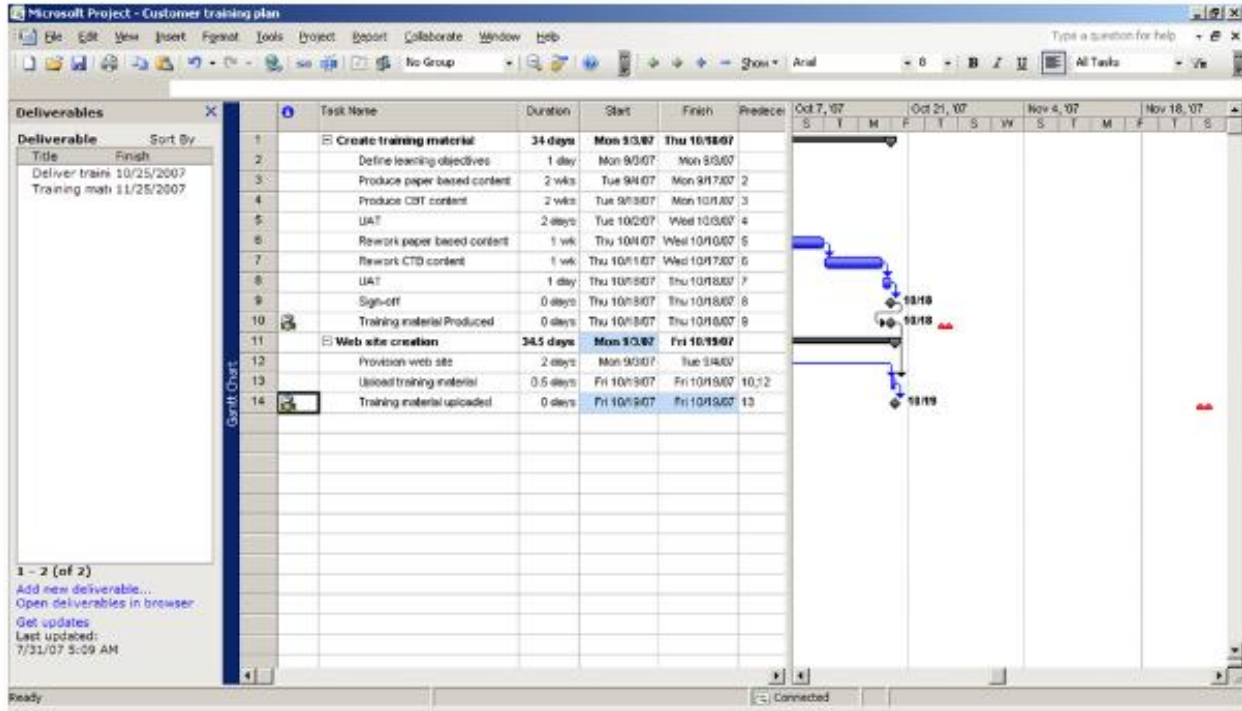 Microsoft Project - Customer training plan
File Edit View Insert Format Tools Project Report Collaborate Window Help Type a question for help
No Group Show Arial 8 B I U All Tasks
Deliverables
Deliverable Sort By
Title Finish
Deliver traini 10/25/2007
Training mati 11/25/2007
1 - 2 (of 2)
Add new deliverable...
Open deliverables in browser
Get updates
Last updated:
7/31/07 5:09 AM
Gantt Chart
Task Name Duration Start Finish Predeces Oct 7, '07 Oct 21, '07 Nov 4, '07 Nov 18, '07
S T M F T S W S T M F T S
1 Create training material 34 days Mon 9/3/07 Thu 10/18/07
2 Define learning objectives 1 day Mon 9/3/07 Mon 9/3/07
3 Produce paper based content 2 wks Tue 9/4/07 Mon 9/17/07 2
4 Produce CBT content 2 wks Tue 9/18/07 Mon 10/1/07 3
5 UAT 2 days Tue 10/2/07 Wed 10/3/07 4
6 Rework paper based content 1 wk Thu 10/4/07 Wed 10/10/07 5
7 Rework CTB content 1 wk Thu 10/11/07 Wed 10/17/07 6
8 UAT 1 day Thu 10/18/07 Thu 10/18/07 7
9 Sign-off 0 days Thu 10/18/07 Thu 10/18/07 8 10/18
10 Training material Produced 0 days Thu 10/18/07 Thu 10/18/07 9 10/18
11 Web site creation 34.5 days Mon 9/3/07 Fri 10/19/07
12 Provision web site 2 days Mon 9/3/07 Tue 9/4/07
13 Upload training material 0.5 days Fri 10/19/07 Fri 10/19/07 10,12
14 Training material uploaded 0 days Fri 10/19/07 Fri 10/19/07 13 10/19
Ready Connected